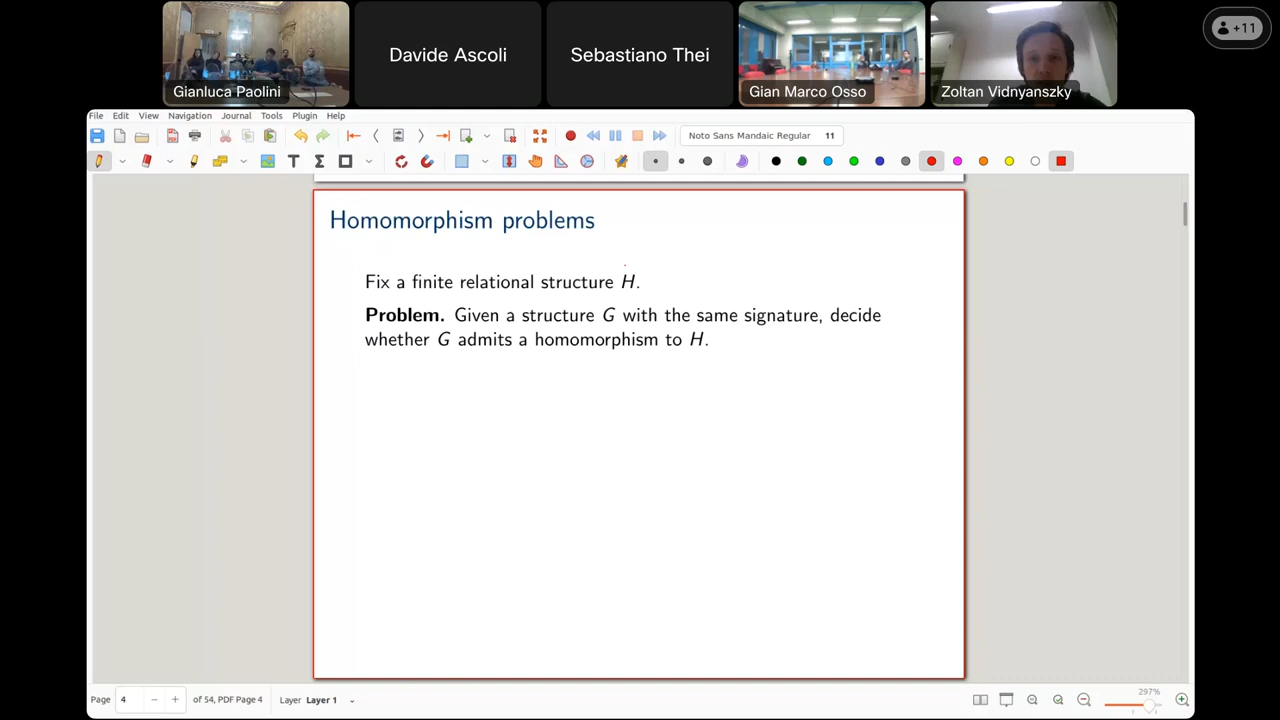 Gianluca Paolini
Davide Ascoli
Sebastiano Thei
Gian Marco Osso
Zoltan Vidnyanszky
+11
File Edit View Navigation Journal Tools Plugin Help
Noto Sans Mandaic Regular 11
Homomorphism problems
Fix a finite relational structure H.
Problem. Given a structure G with the same signature, decide
whether G admits a homomorphism to H.
Page 4 of 54, PDF Page 4 Layer Layer 1 297%